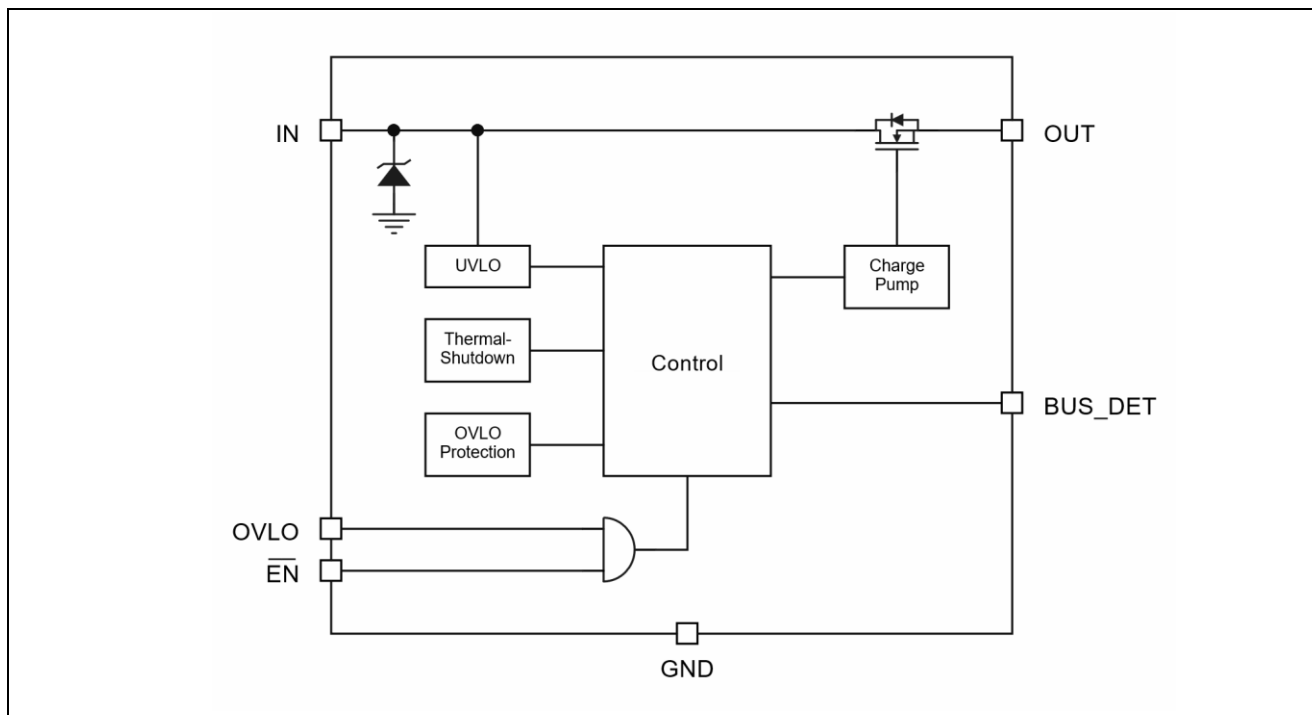 IN
OUT
UVLO
Charge
Pump
Thermal-
Shutdown
Control
BUS_DET
OVLO
Protection
OVLO
EN
GND